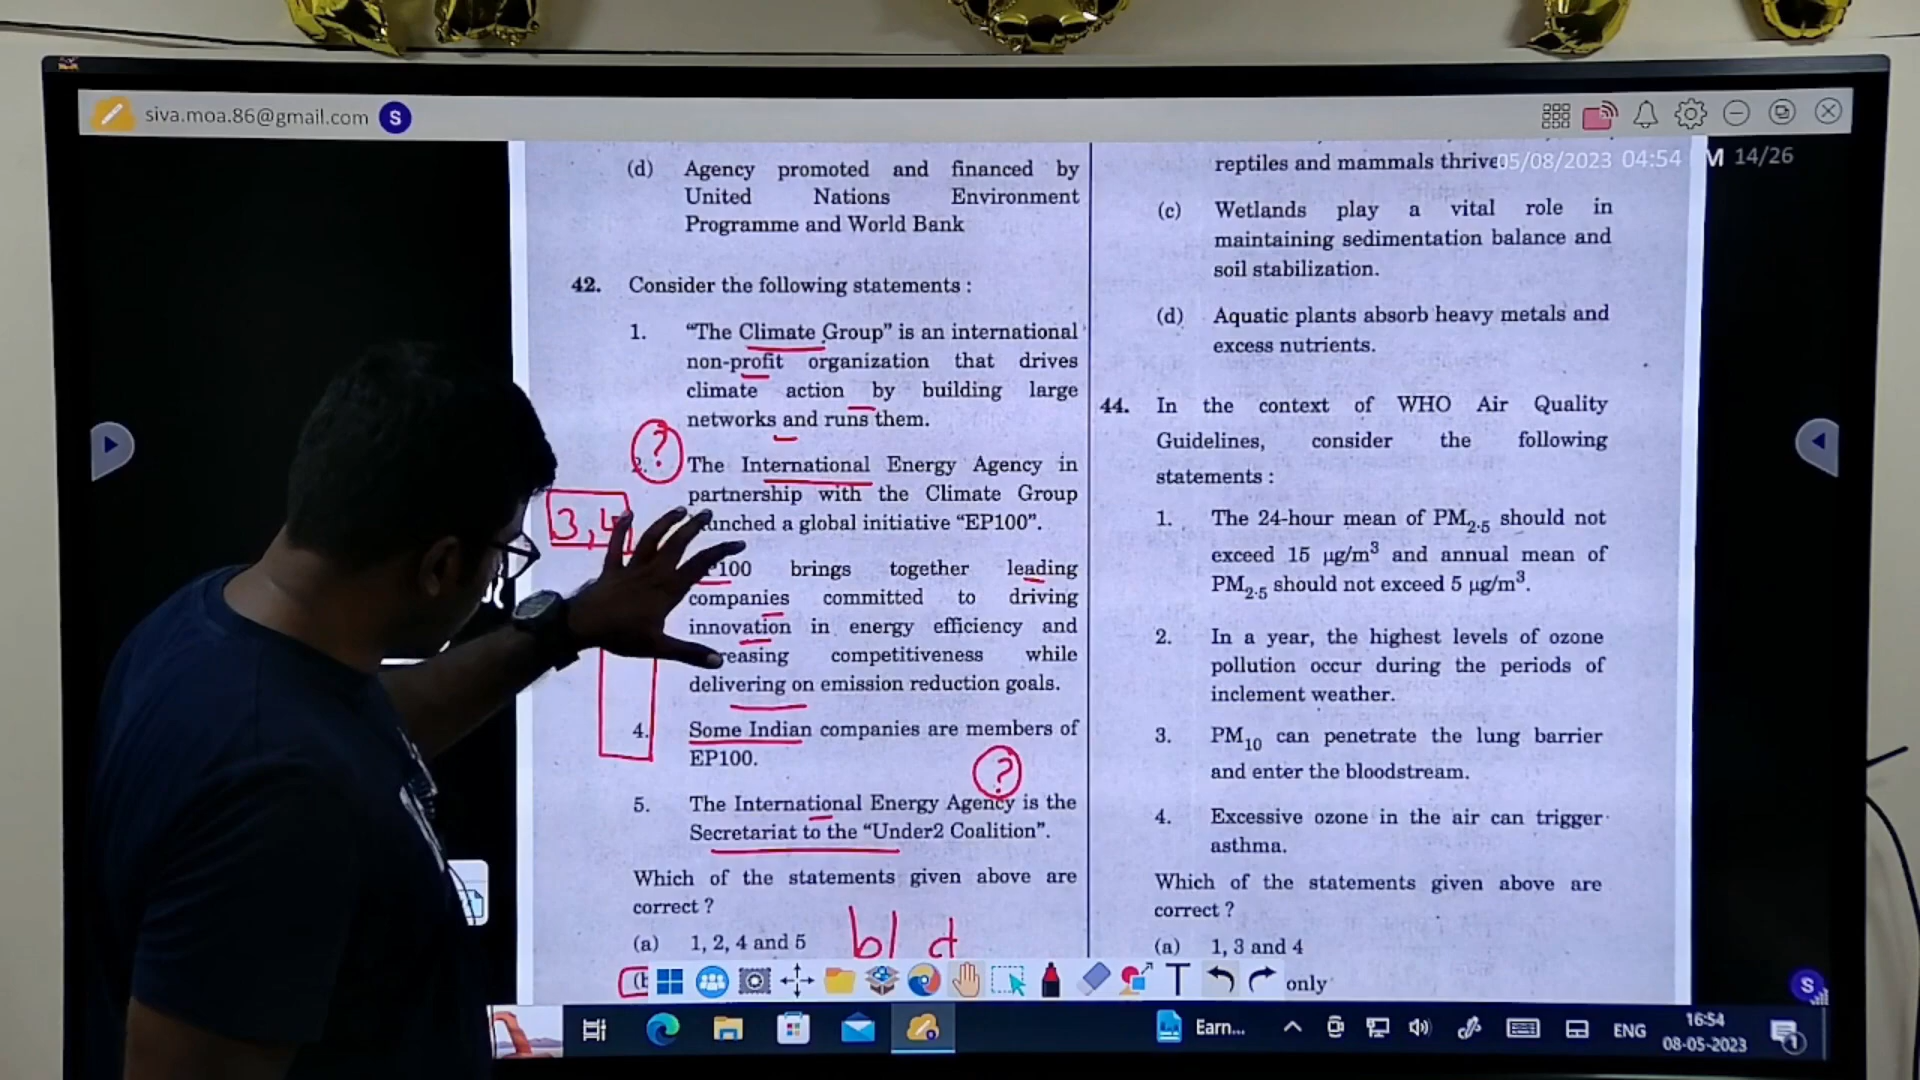 siva.moa.86@gmail.com S
(d) Agency promoted and financed by
United Nations Environment
Programme and World Bank
42. Consider the following statements :
1. “The Climate Group” is an international
non-profit organization that drives
climate action by building large
networks and runs them.
?
2. The International Energy Agency in
partnership with the Climate Group
launched a global initiative “EP100”.
3,4
EP100 brings together leading
companies committed to driving
innovation in energy efficiency and
competitiveness while
delivering on emission reduction goals.
4. Some Indian companies are members of
EP100.
?
5. The International Energy Agency is the
Secretariat to the “Under2 Coalition”.
Which of the statements given above are
correct ?
(a) 1, 2, 4 and 5
b/ d
(b
reptiles and mammals thrive
05/08/2023 04:54 M 14/26
(c) Wetlands play a vital role in
maintaining sedimentation balance and
soil stabilization.
(d) Aquatic plants absorb heavy metals and
excess nutrients.
44. In the context of WHO Air Quality
Guidelines, consider the following
statements :
1. The 24-hour mean of PM2·5 should not
exceed 15 μg/m³ and annual mean of
PM2·5 should not exceed 5 μg/m³.
2. In a year, the highest levels of ozone
pollution occur during the periods of
inclement weather.
3. PM10 can penetrate the lung barrier
and enter the bloodstream.
4. Excessive ozone in the air can trigger
asthma.
Which of the statements given above are
correct ?
(a) 1, 3 and 4
only
T
S
Earn...
ENG
16:54
08-05-2023
1